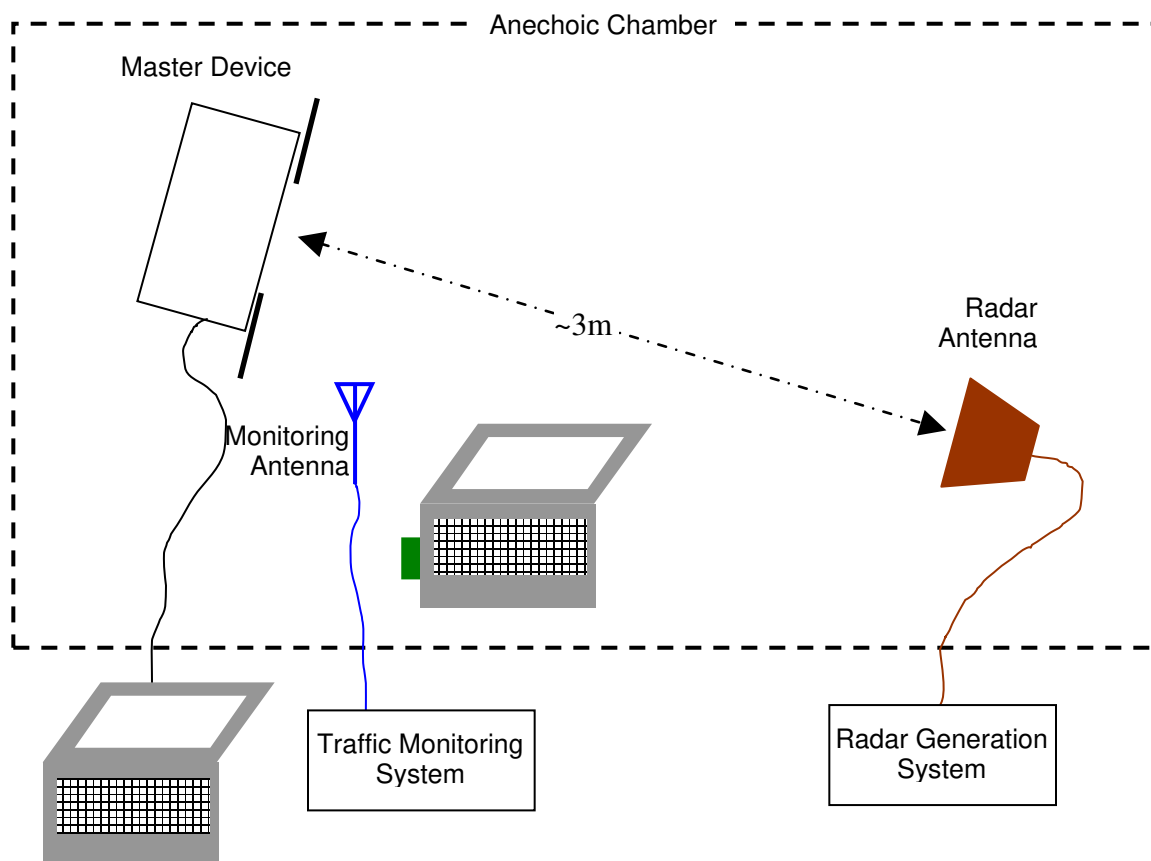 Anechoic Chamber
Master Device
~3m
Radar
Antenna
Monitoring
Antenna
Traffic Monitoring
System
Radar Generation
System